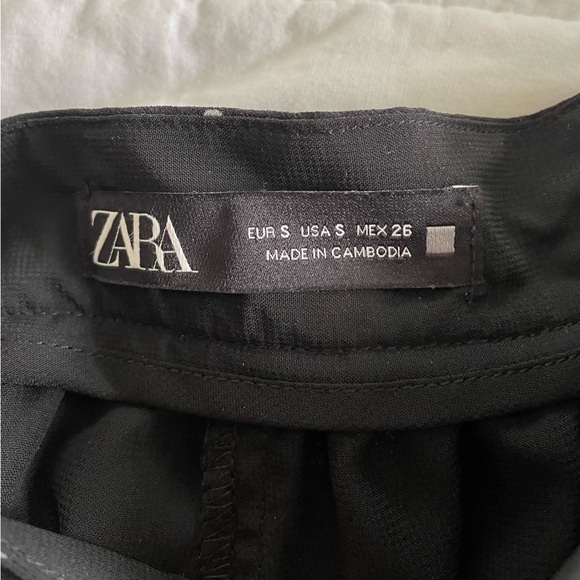 ZARA
EUR S USA S MEX 26
MADE IN CAMBODIA